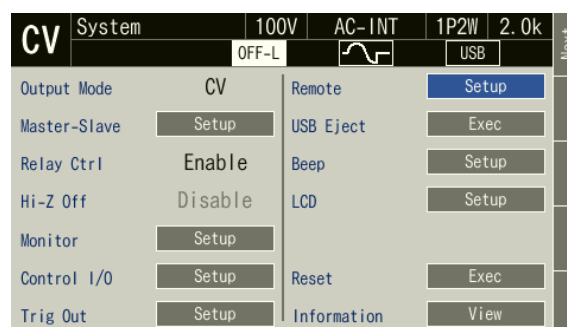 CV System 100V AC-INT 1P2W 2.0k
OFF-L USB
Next
Output Mode CV
Master-Slave Setup
Relay Ctrl Enable
Hi-Z Off Disable
Monitor Setup
Control I/O Setup
Trig Out Setup
Remote Setup
USB Eject Exec
Beep Setup
LCD Setup
Reset Exec
Information View